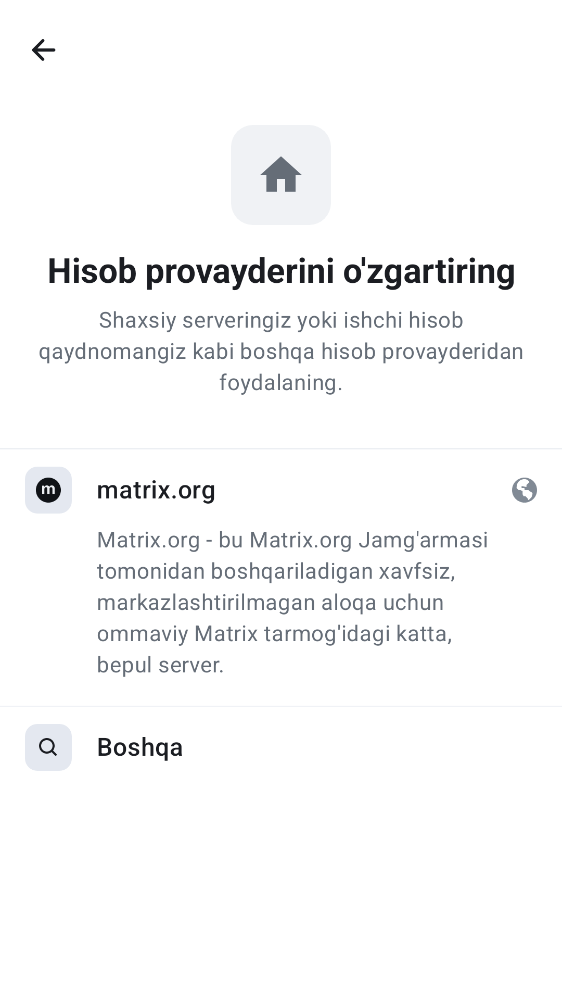 Hisob provayderini o'zgartiring
Shaxsiy serveringiz yoki ishchi hisob
qaydnomangiz kabi boshqa hisob provayderidan
foydalaning.
m
matrix.org
Matrix.org - bu Matrix.org Jamg'armasi
tomonidan boshqariladigan xavfsiz,
markazlashtirilmagan aloqa uchun
ommaviy Matrix tarmog'idagi katta,
bepul server.
Boshqa